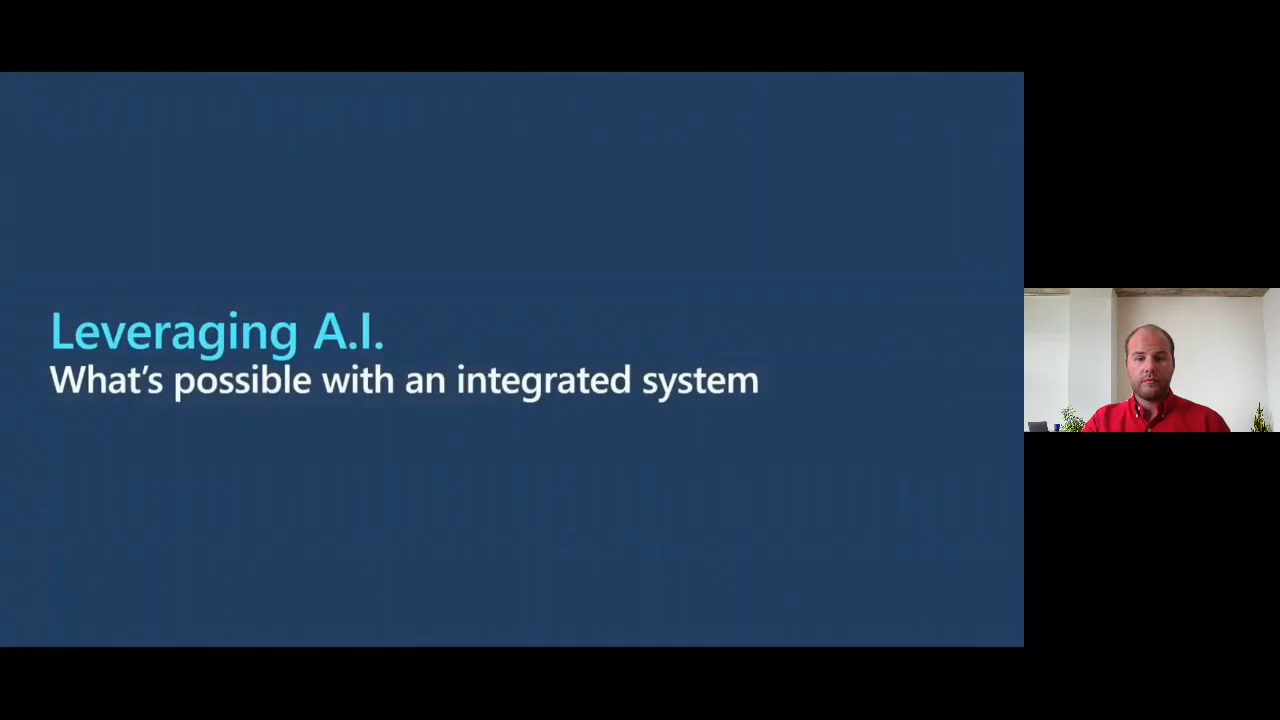 Leveraging A.I.
What's possible with an integrated system